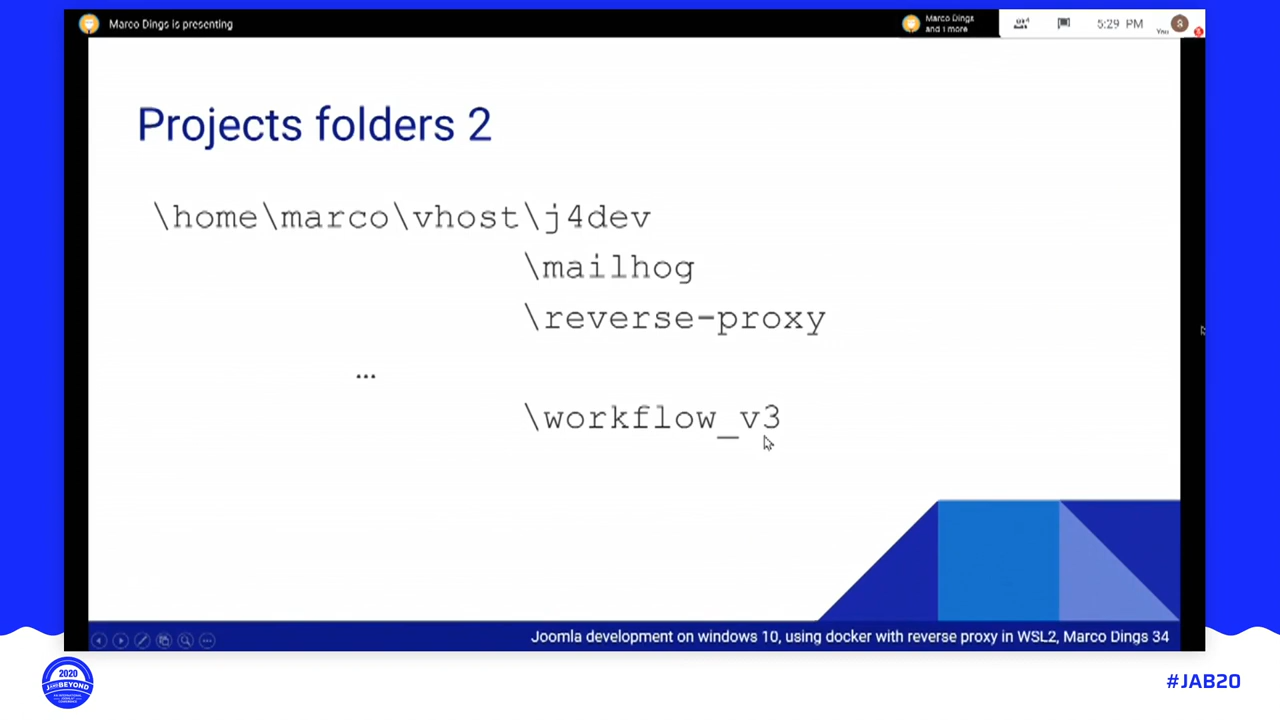 Marco Dings is presenting
Marco Dings
and 1 more
5:29 PM
You
S
Projects folders 2
\home\marco\vhost\j4dev
\mailhog
\reverse-proxy
...
\workflow_v3
Joomla development on windows 10, using docker with reverse proxy in WSL2, Marco Dings 34
2020
BEYOND
#JAB20